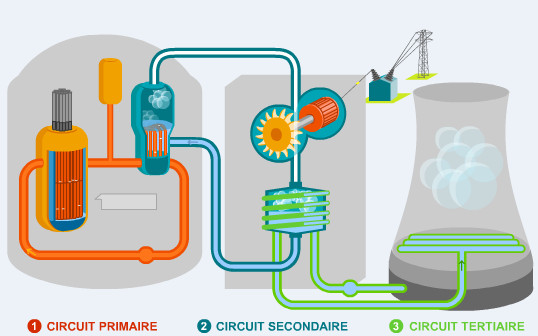 1 CIRCUIT PRIMAIRE
2 CIRCUIT SECONDAIRE
3 CIRCUIT TERTIAIRE